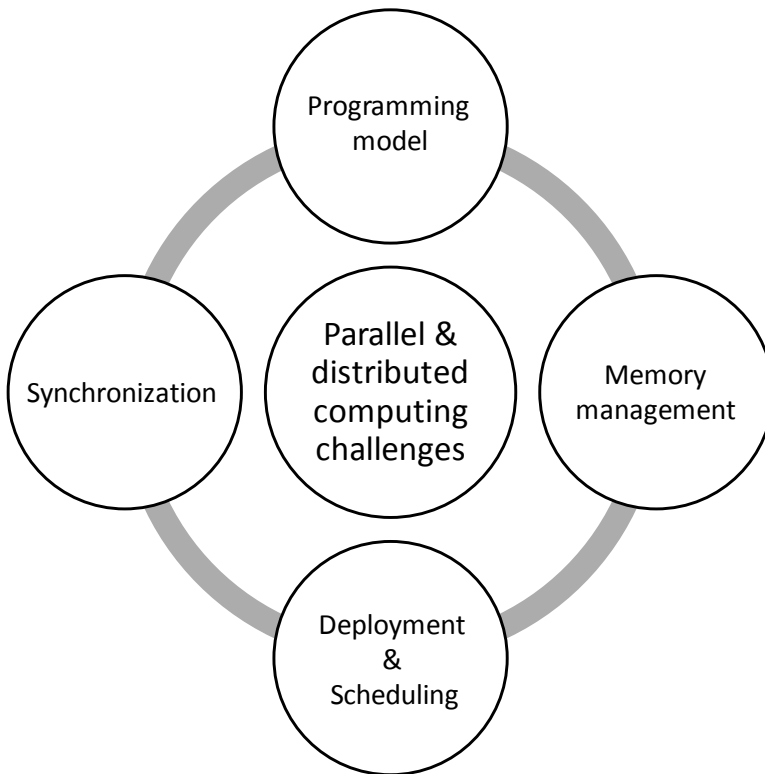 Programming
model
Synchronization
Parallel &
distributed
computing
challenges
Memory
management
Deployment
&
Scheduling